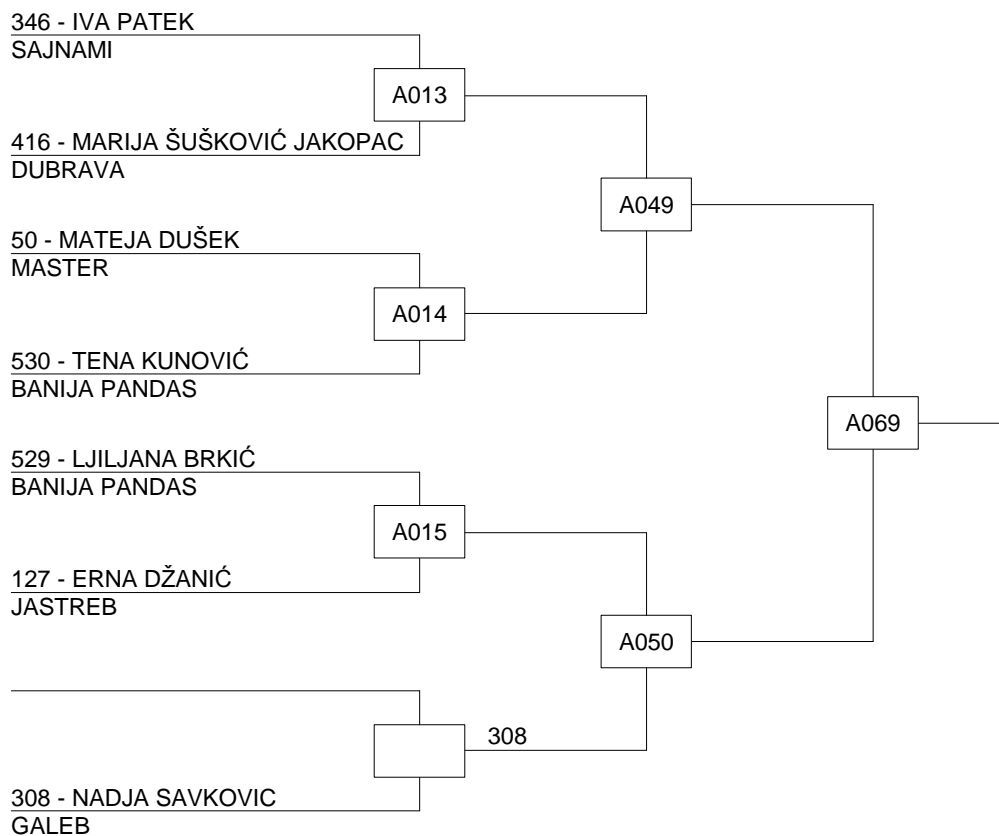 346 - IVA PATEK
SAJNAMI
A013
416 - MARIJA ŠUŠKOVIĆ JAKOPAC
DUBRAVA
A049
50 - MATEJA DUŠEK
MASTER
A014
530 - TENA KUNOVIĆ
BANIJA PANDAS
A069
529 - LJILJANA BRKIĆ
BANIJA PANDAS
A015
127 - ERNA DŽANIĆ
JASTREB
A050
308
308 - NADJA SAVKOVIC
GALEB